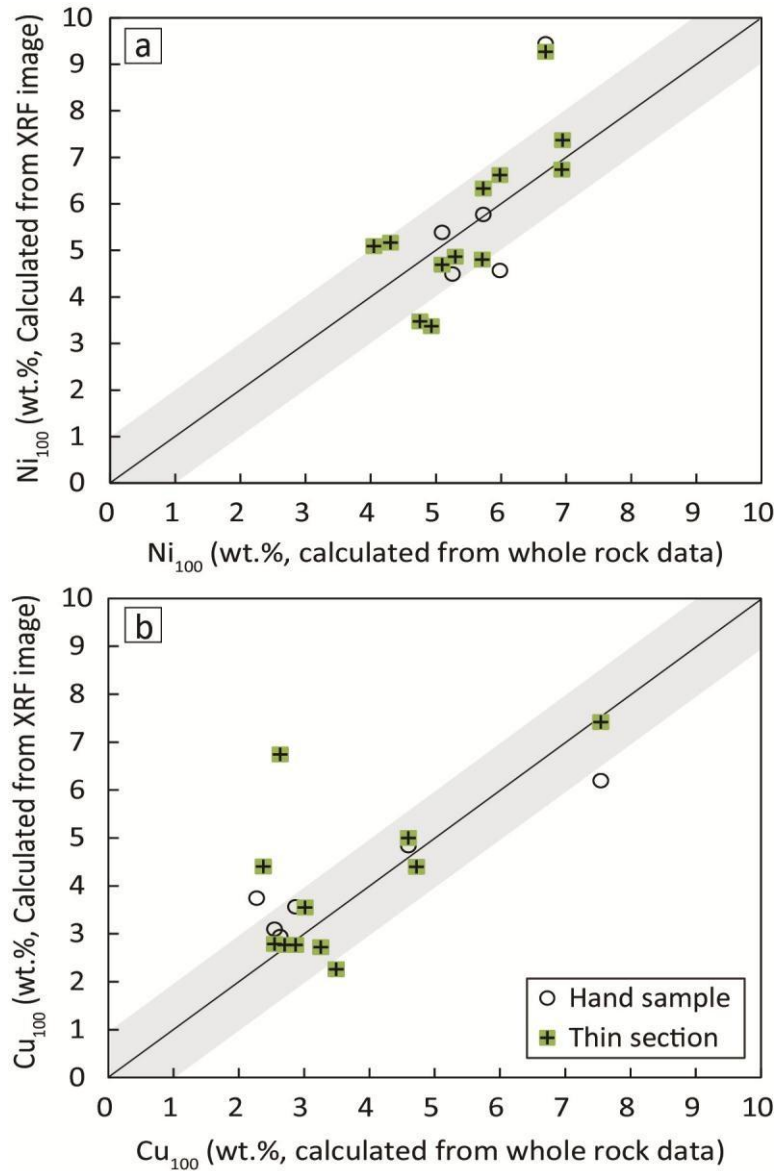 a
10
9
8
7
6
5
4
3
2
1
0
0 1 2 3 4 5 6 7 8 9 10
Ni100 (wt.%, Calculated from XRF image)
Ni100 (wt.%, calculated from whole rock data)
b
10
9
8
7
6
5
4
3
2
1
0
0 1 2 3 4 5 6 7 8 9 10
Cu100 (wt.%, Calculated from XRF image)
Hand sample
Thin section
Cu100 (wt.%, calculated from whole rock data)